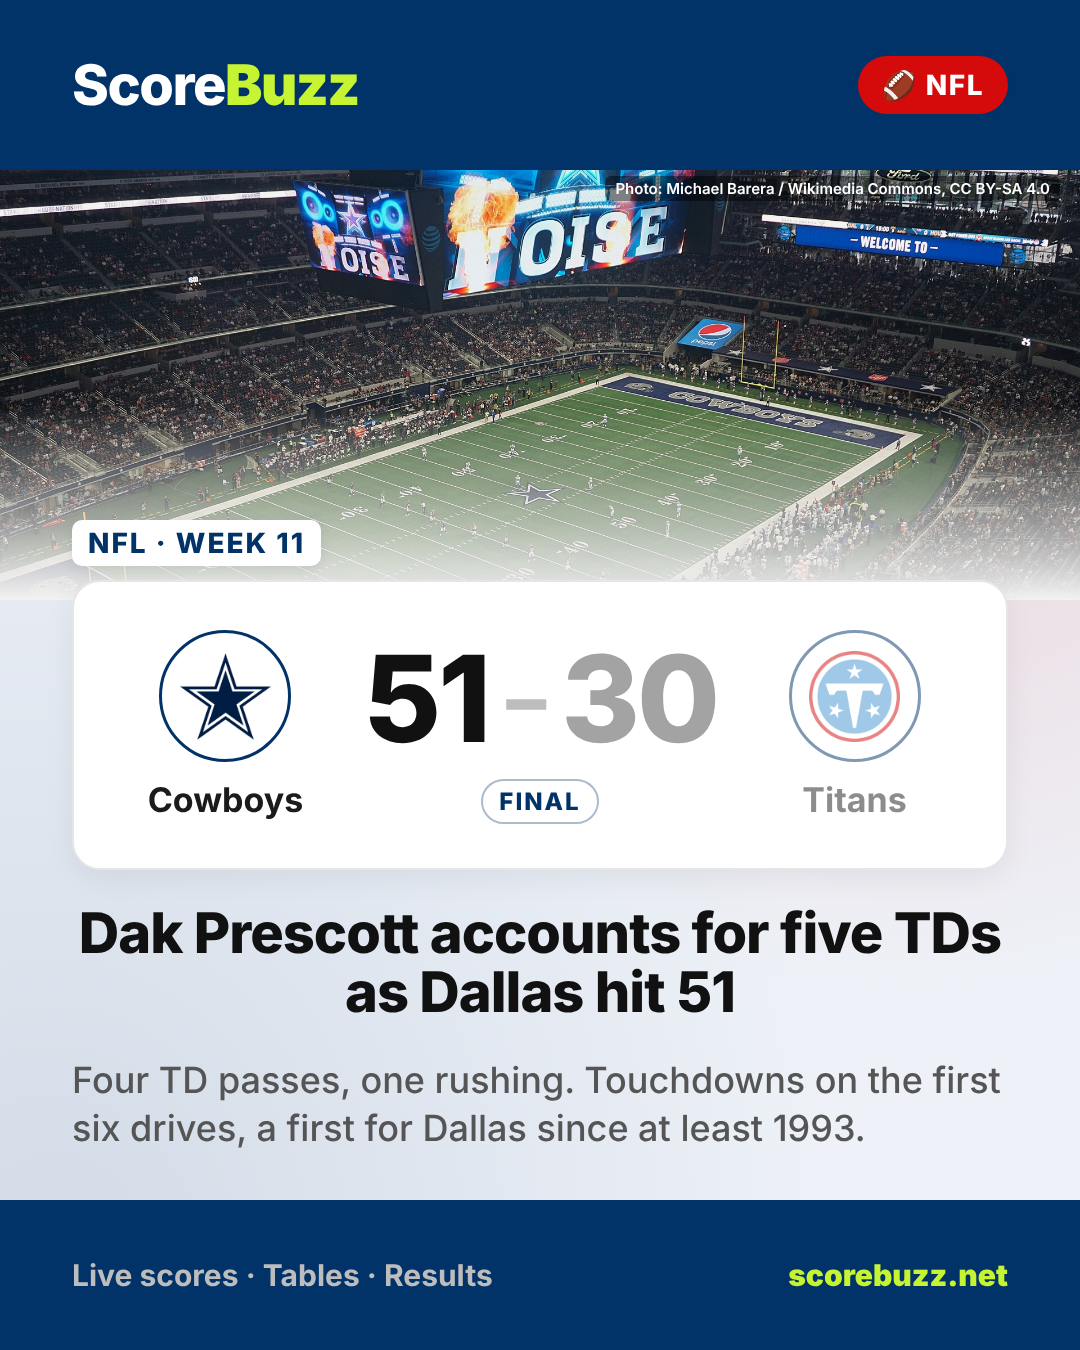 ScoreBuzz
🏈 NFL
Photo: Michael Barera / Wikimedia Commons, CC BY-SA 4.0
Ford
NOISE
NOISE
– WELCOME TO –
pepsi
COWBOYS
NFL · WEEK 11
51 - 30
Cowboys
FINAL
Titans
Dak Prescott accounts for five TDs
as Dallas hit 51
Four TD passes, one rushing. Touchdowns on the first
six drives, a first for Dallas since at least 1993.
Live scores · Tables · Results
scorebuzz.net